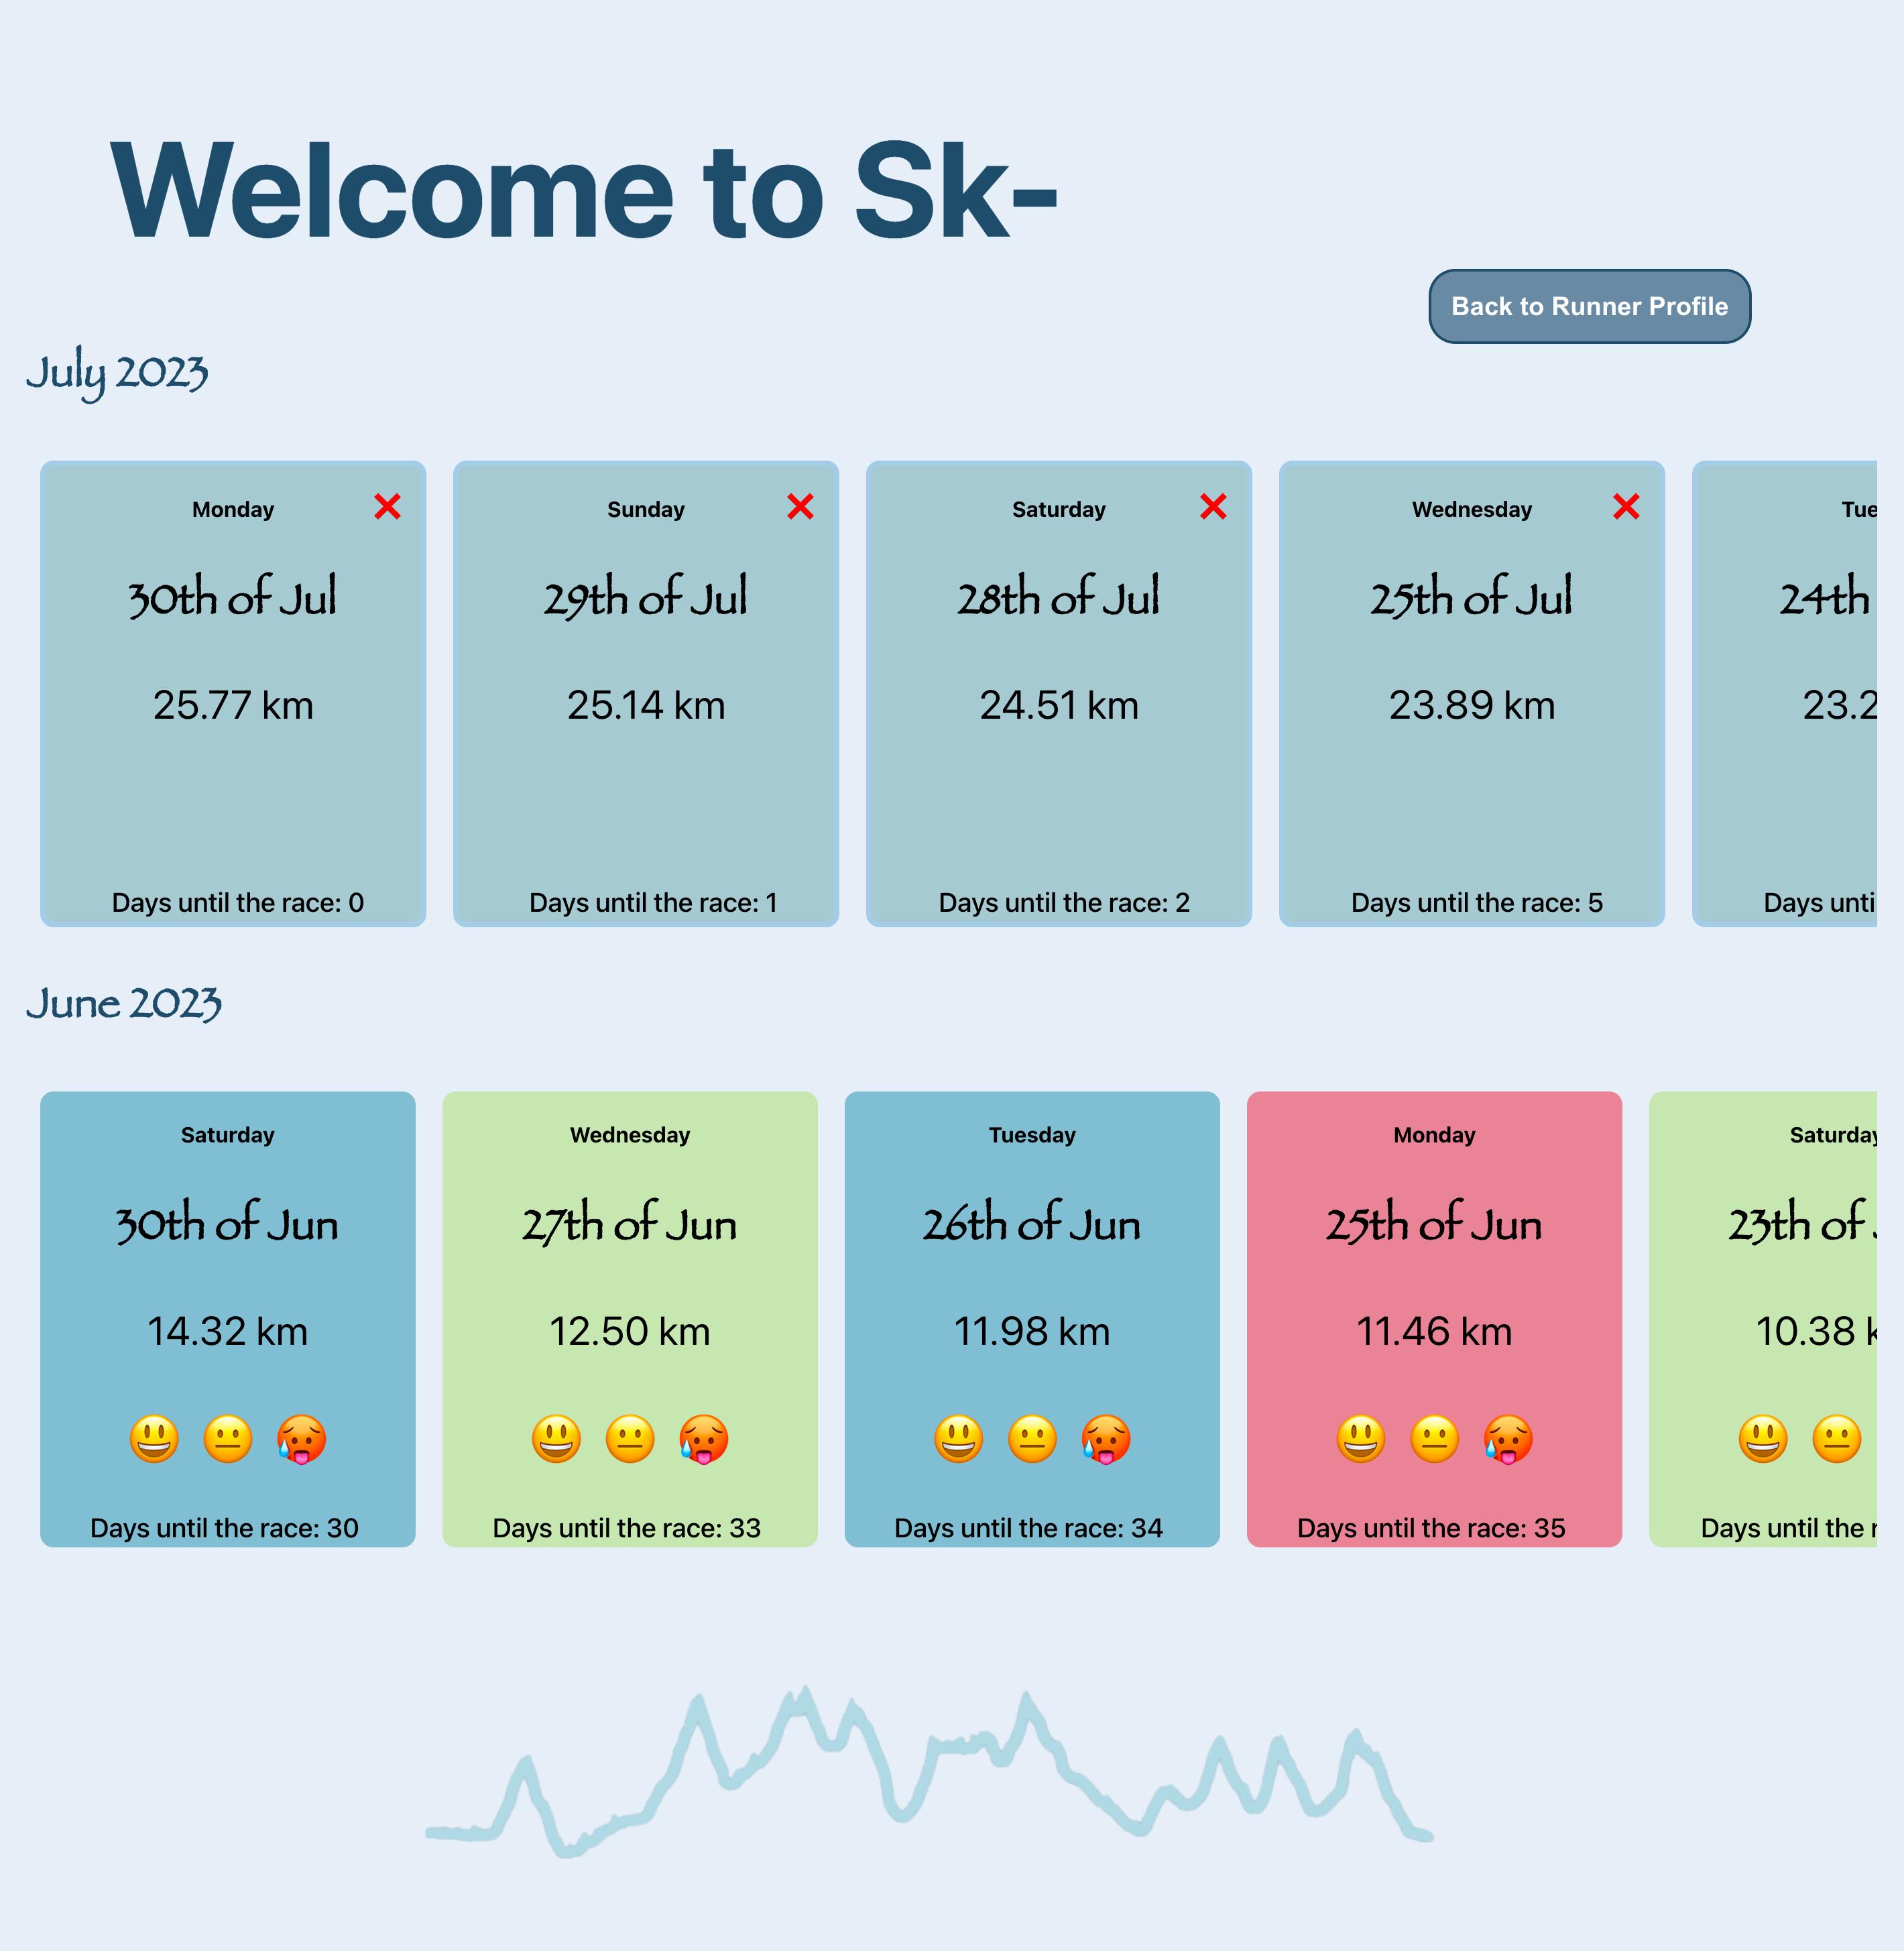 Welcome to Sk-
Back to Runner Profile
July 2023
Monday
30th of Jul
25.77 km
Days until the race: 0
Sunday
29th of Jul
25.14 km
Days until the race: 1
Saturday
28th of Jul
24.51 km
Days until the race: 2
Wednesday
25th of Jul
23.89 km
Days until the race: 5
Tue
24th
23.2
Days unti
June 2023
Saturday
30th of Jun
14.32 km
Days until the race: 30
Wednesday
27th of Jun
12.50 km
Days until the race: 33
Tuesday
26th of Jun
11.98 km
Days until the race: 34
Monday
25th of Jun
11.46 km
Days until the race: 35
Saturday
23th of
10.38 k
Days until the r